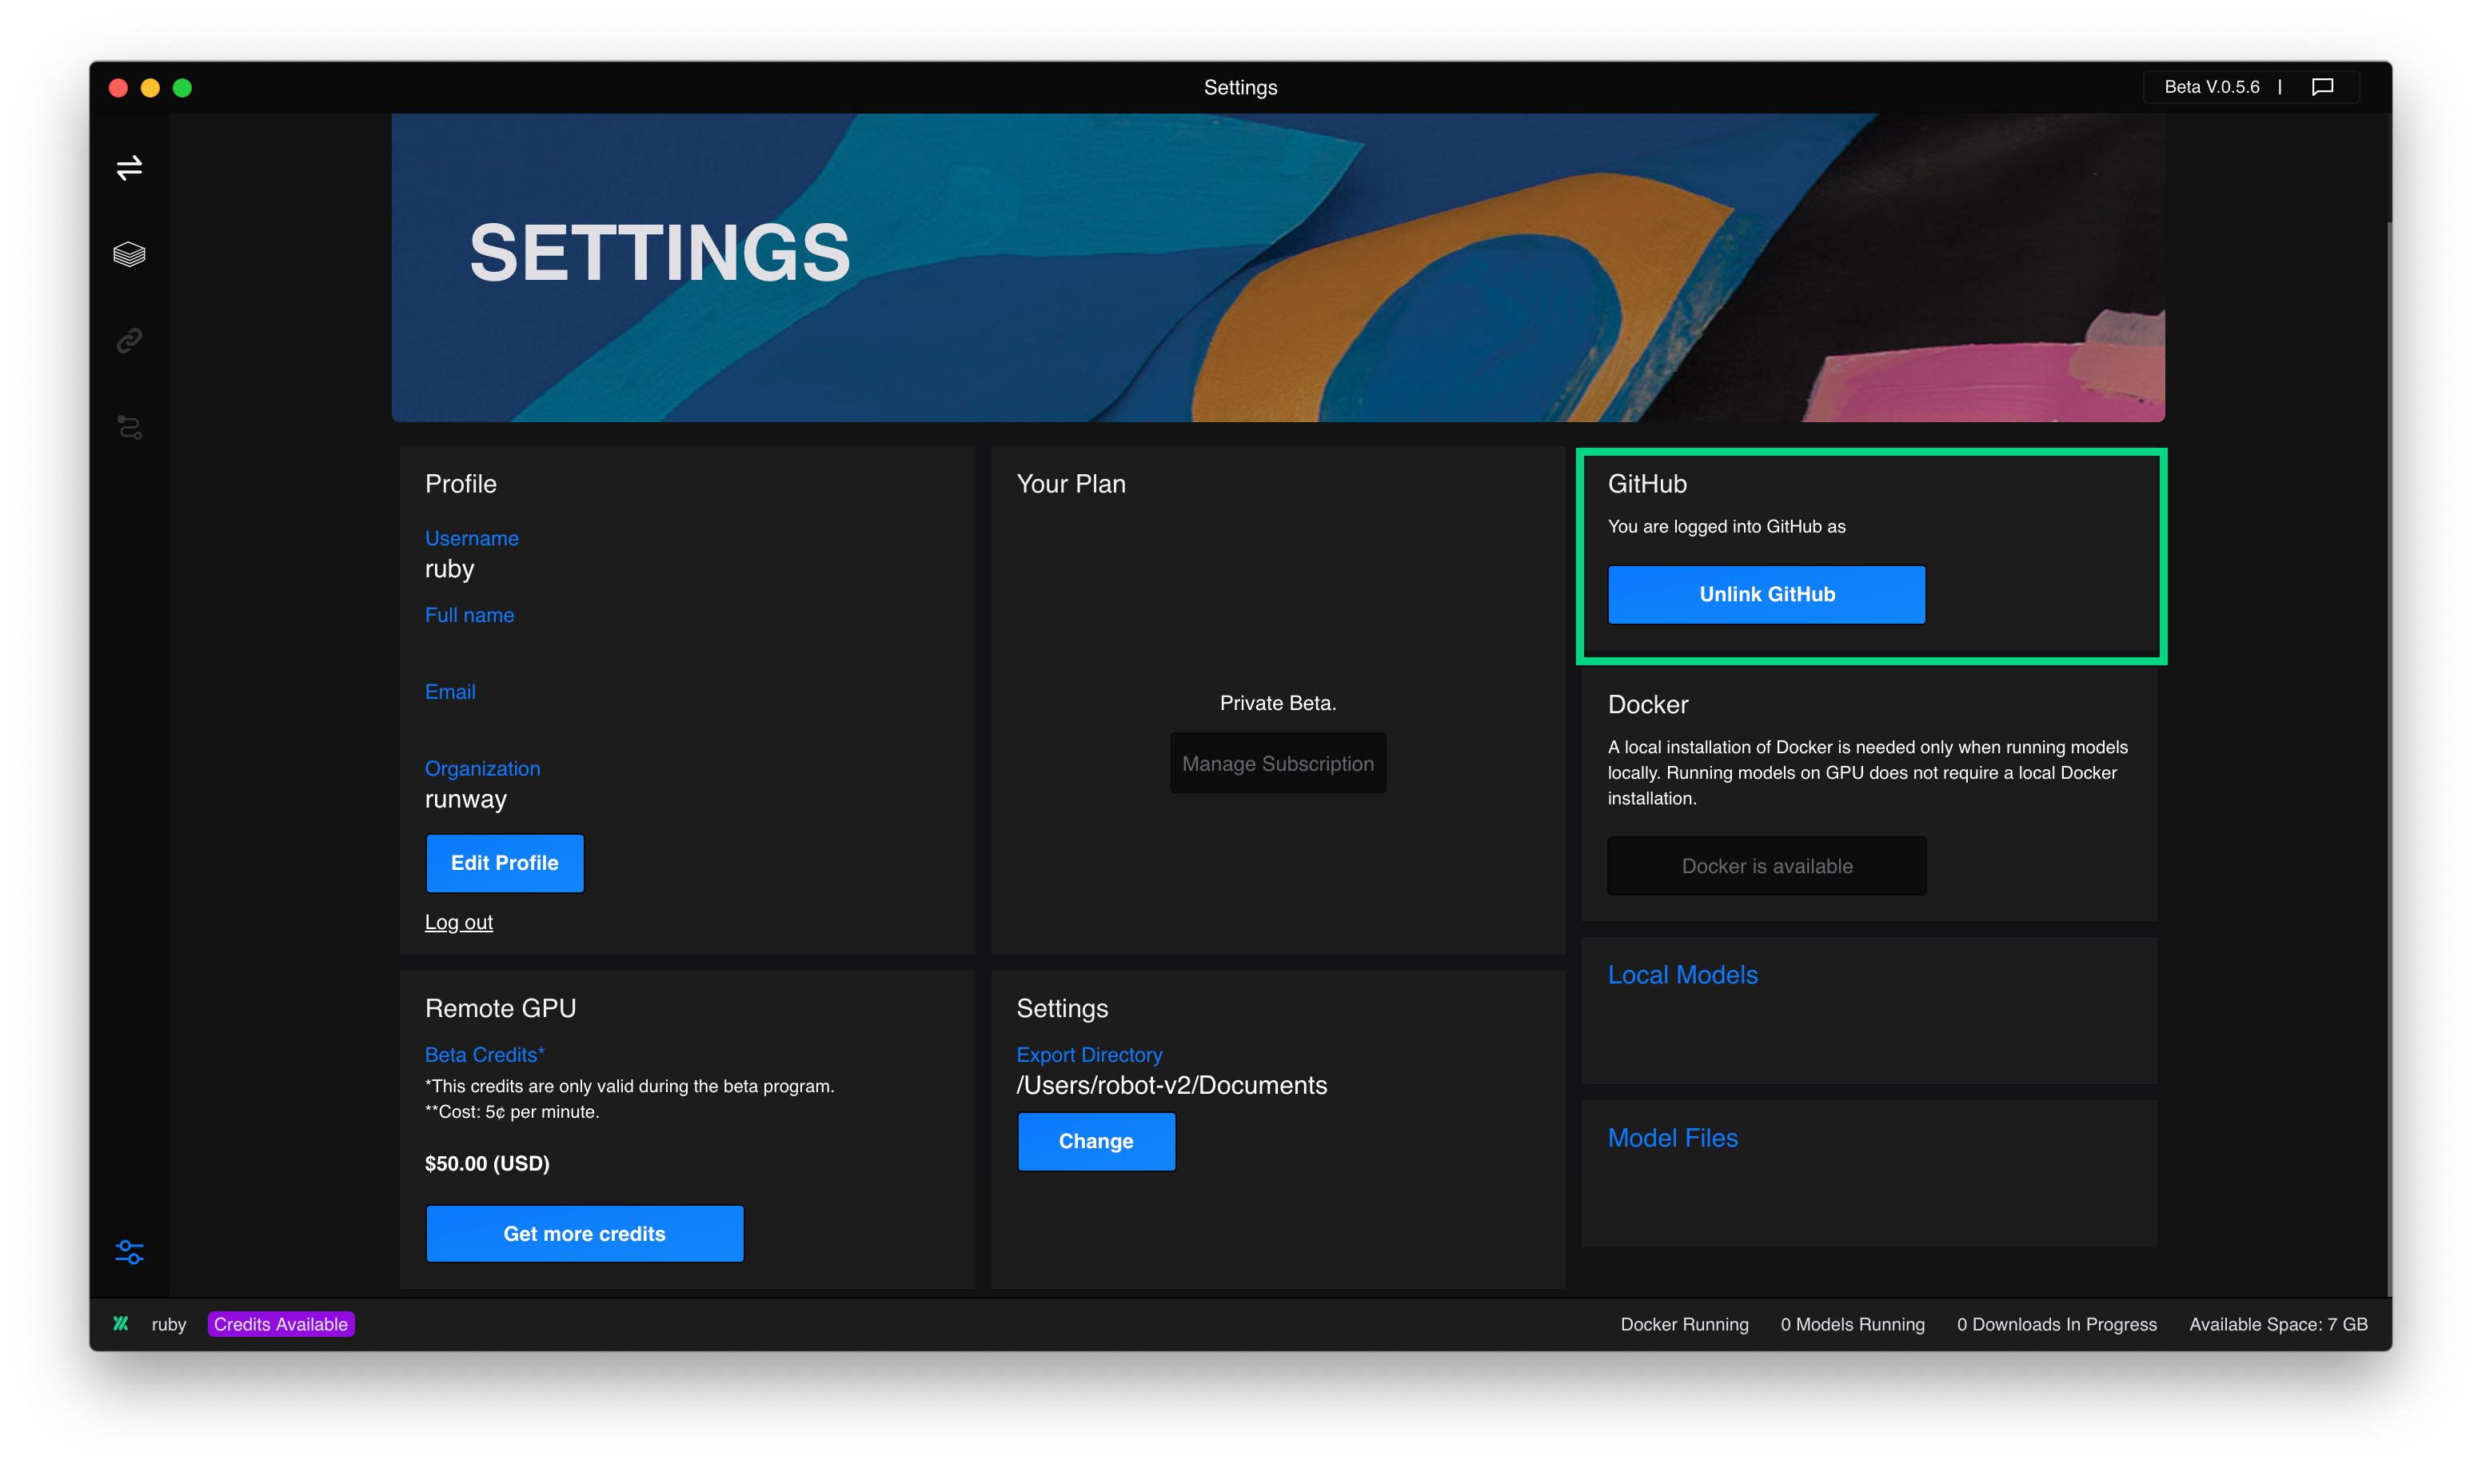 Settings
Beta V.0.5.6 |
SETTINGS
Profile
Username
ruby
Full name
Email
Organization
runway
Edit Profile
Log out
Your Plan
Private Beta.
Manage Subscription
GitHub
You are logged into GitHub as
Unlink GitHub
Docker
A local installation of Docker is needed only when running models
locally. Running models on GPU does not require a local Docker
installation.
Docker is available
Local Models
Model Files
Remote GPU
Beta Credits*
*This credits are only valid during the beta program.
**Cost: 5¢ per minute.
$50.00 (USD)
Get more credits
Settings
Export Directory
/Users/robot-v2/Documents
Change
ruby
Credits Available
Docker Running
0 Models Running
0 Downloads In Progress
Available Space: 7 GB